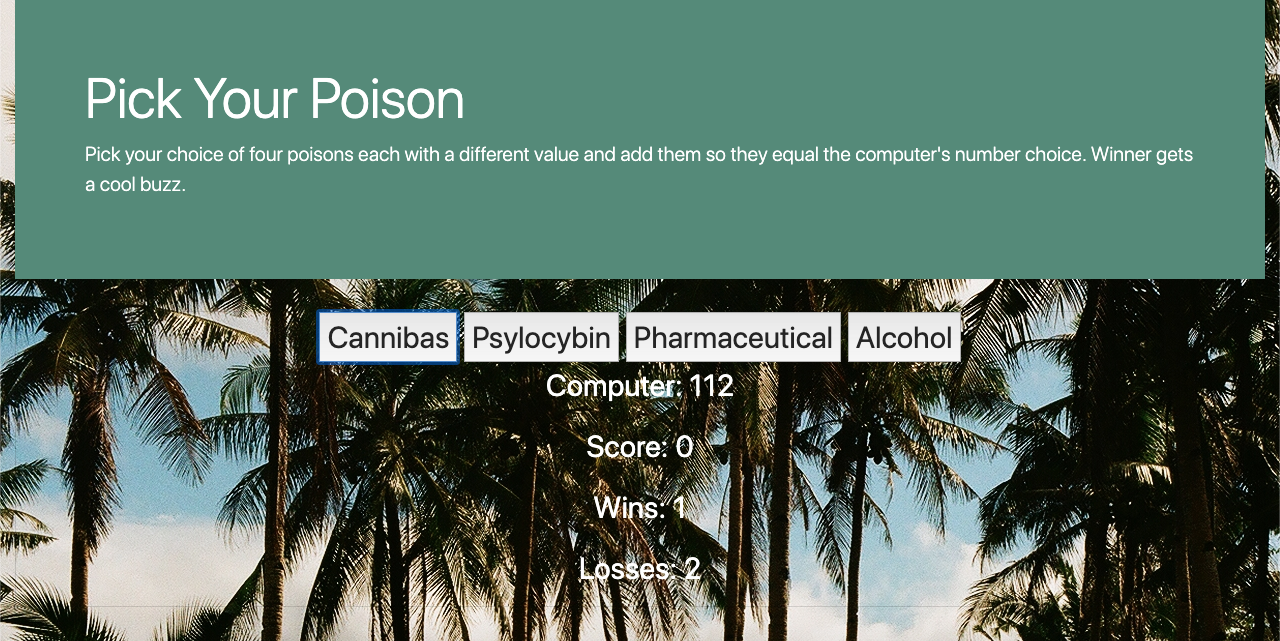 Pick Your Poison
Pick your choice of four poisons each with a different value and add them so they equal the computer's number choice. Winner gets
a cool buzz.
Cannibas Psylocybin Pharmaceutical Alcohol
Computer: 112
Score: 0
Wins: 1
Losses: 2